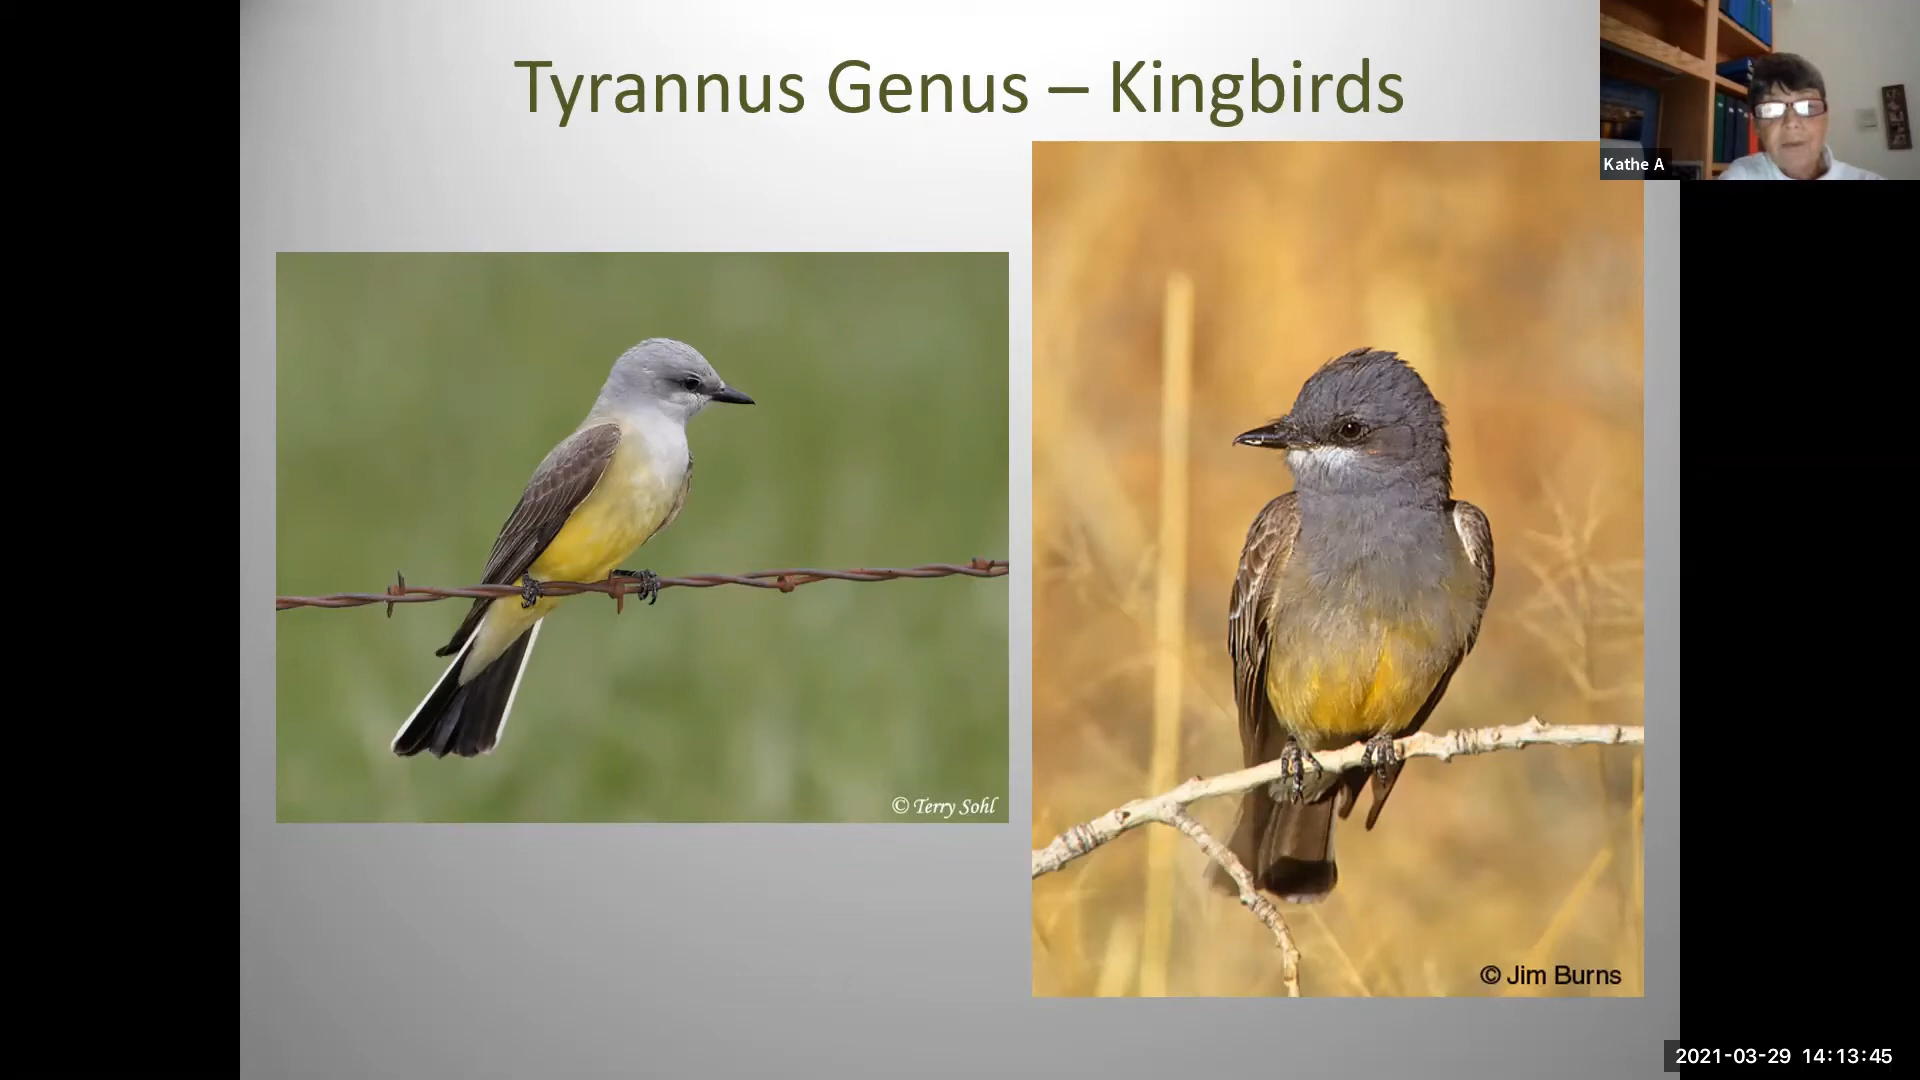 Tyrannus Genus – Kingbirds
Kathe A
© Terry Sohl
© Jim Burns
2021-03-29 14:13:45